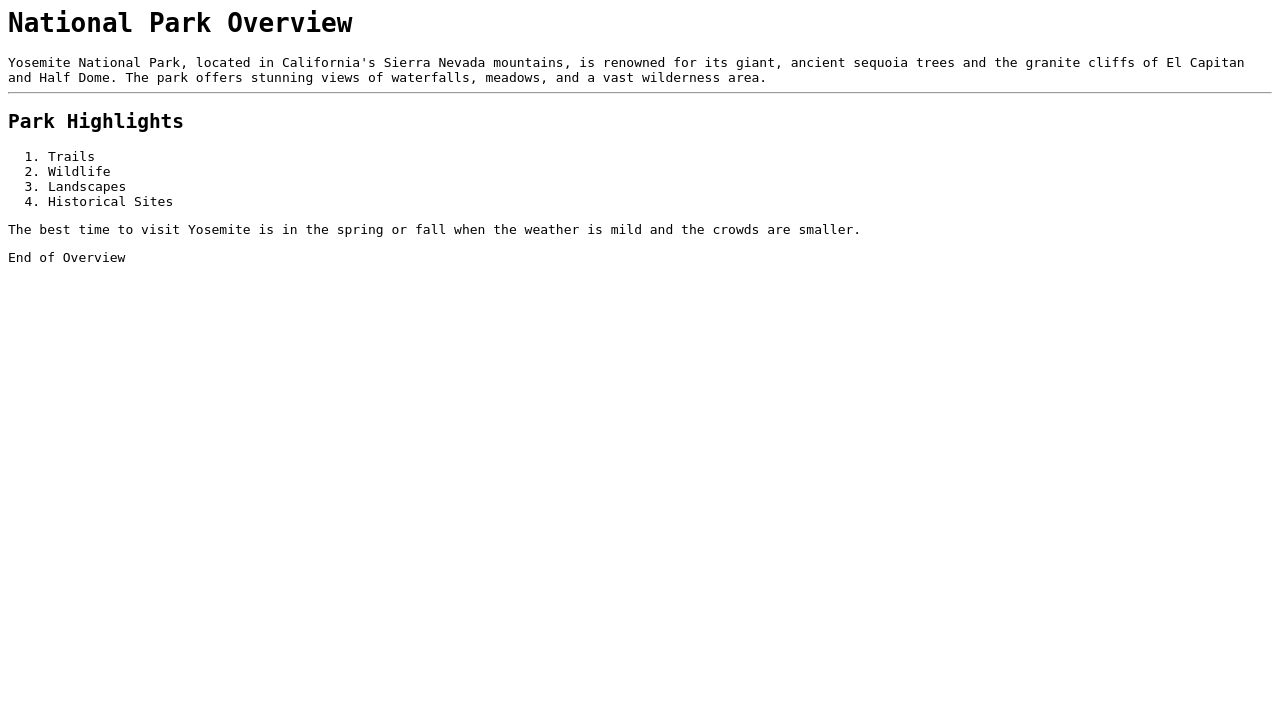 National Park Overview
Yosemite National Park, located in California's Sierra Nevada mountains, is renowned for its giant, ancient sequoia trees and the granite cliffs of El Capitan
and Half Dome. The park offers stunning views of waterfalls, meadows, and a vast wilderness area.
Park Highlights
1. Trails
2. Wildlife
3. Landscapes
4. Historical Sites
The best time to visit Yosemite is in the spring or fall when the weather is mild and the crowds are smaller.
End of Overview